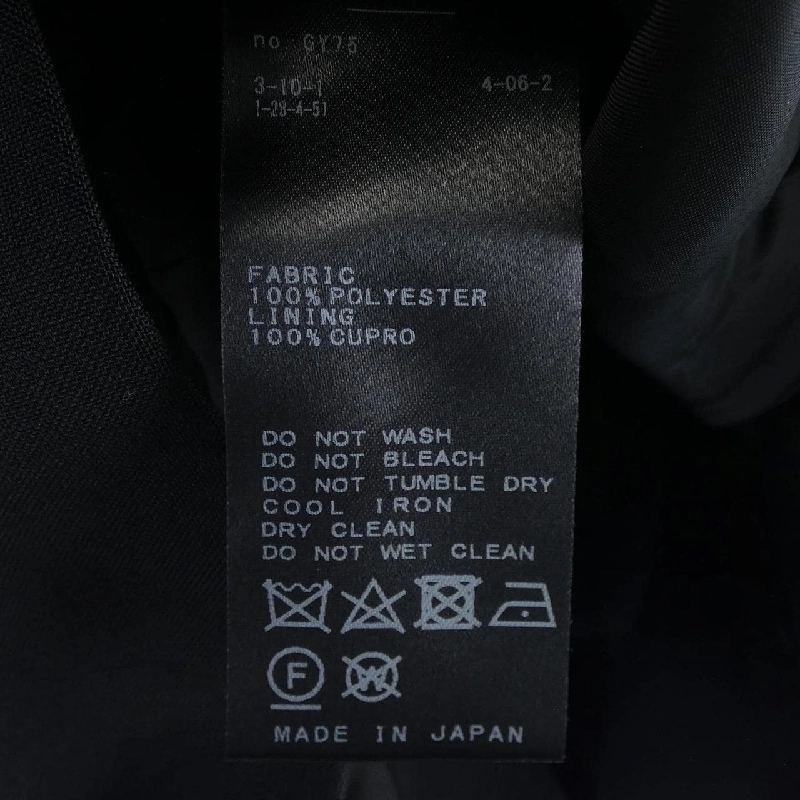 no GY75
3-10-1 4-06-2
1-23-4-51
FABRIC
100% POLYESTER
LINING
100% CUPRO
DO NOT WASH
DO NOT BLEACH
DO NOT TUMBLE DRY
COOL IRON
DRY CLEAN
DO NOT WET CLEAN
F W
MADE IN JAPAN